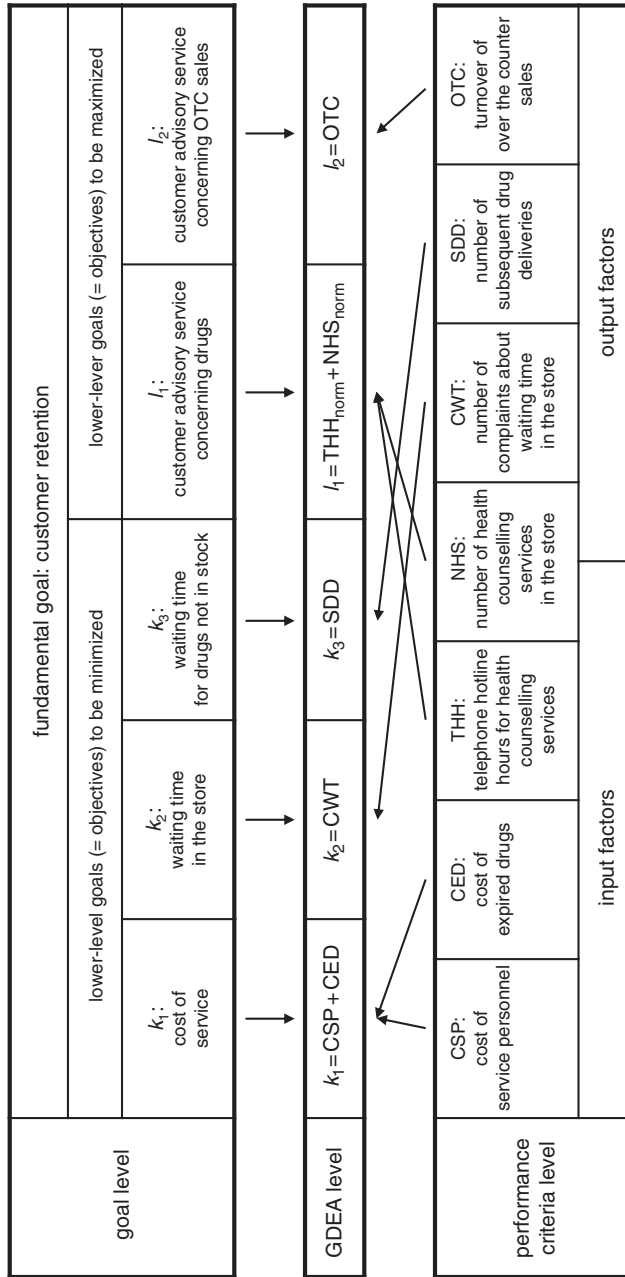 goal level
fundamental goal: customer retention
lower-level goals (= objectives) to be minimized
lower-lever goals (= objectives) to be maximized
k1:
cost of
service
k2:
waiting time
in the store
k3:
waiting time
for drugs not in stock
l1:
customer advisory service
concerning drugs
l2:
customer advisory service
concerning OTC sales
GDEA level
k1 = CSP + CED
k2 = CWT
k3 = SDD
l1 = THHnorm + NHSnorm
l2 = OTC
performance
criteria level
CSP:
cost of
service personnel
CED:
cost of
expired drugs
THH:
telephone hotline
hours for health
counselling
services
NHS:
number of health
counselling
services
in the store
CWT:
number of
complaints about
waiting time
in the store
SDD:
number of
subsequent drug
deliveries
OTC:
turnover of
over the counter
sales
input factors
output factors